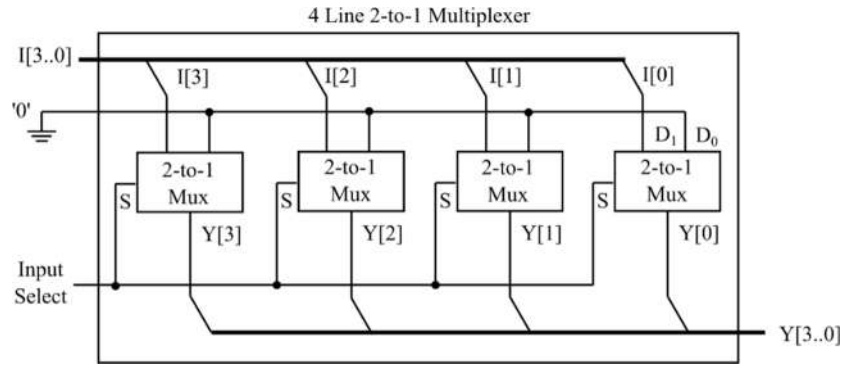 4 Line 2-to-1 Multiplexer
I[3..0]
I[3] I[2] I[1] I[0]
'0'
D1 D0
2-to-1 Mux
2-to-1 Mux
2-to-1 Mux
2-to-1 Mux
S S S S
Y[3] Y[2] Y[1] Y[0]
Input
Select
Y[3..0]